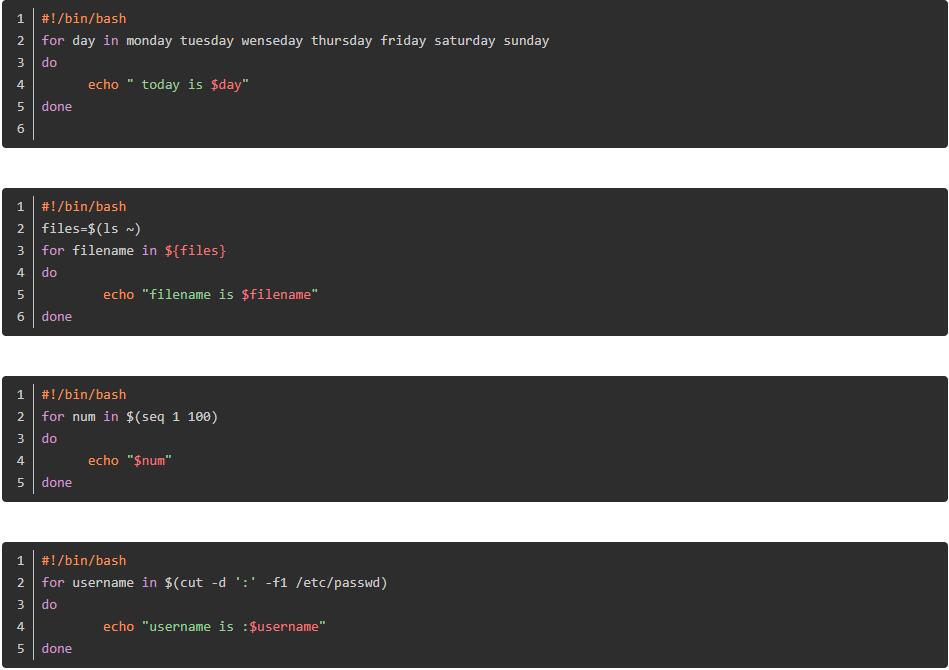 1 #!/bin/bash
2 for day in monday tuesday wenseday thursday friday saturday sunday
3 do
4       echo " today is $day"
5 done
6
1 #!/bin/bash
2 files=$(ls ~)
3 for filename in ${files}
4 do
5         echo "filename is $filename"
6 done
1 #!/bin/bash
2 for num in $(seq 1 100)
3 do
4       echo "$num"
5 done
1 #!/bin/bash
2 for username in $(cut -d ':' -f1 /etc/passwd)
3 do
4         echo "username is :$username"
5 done